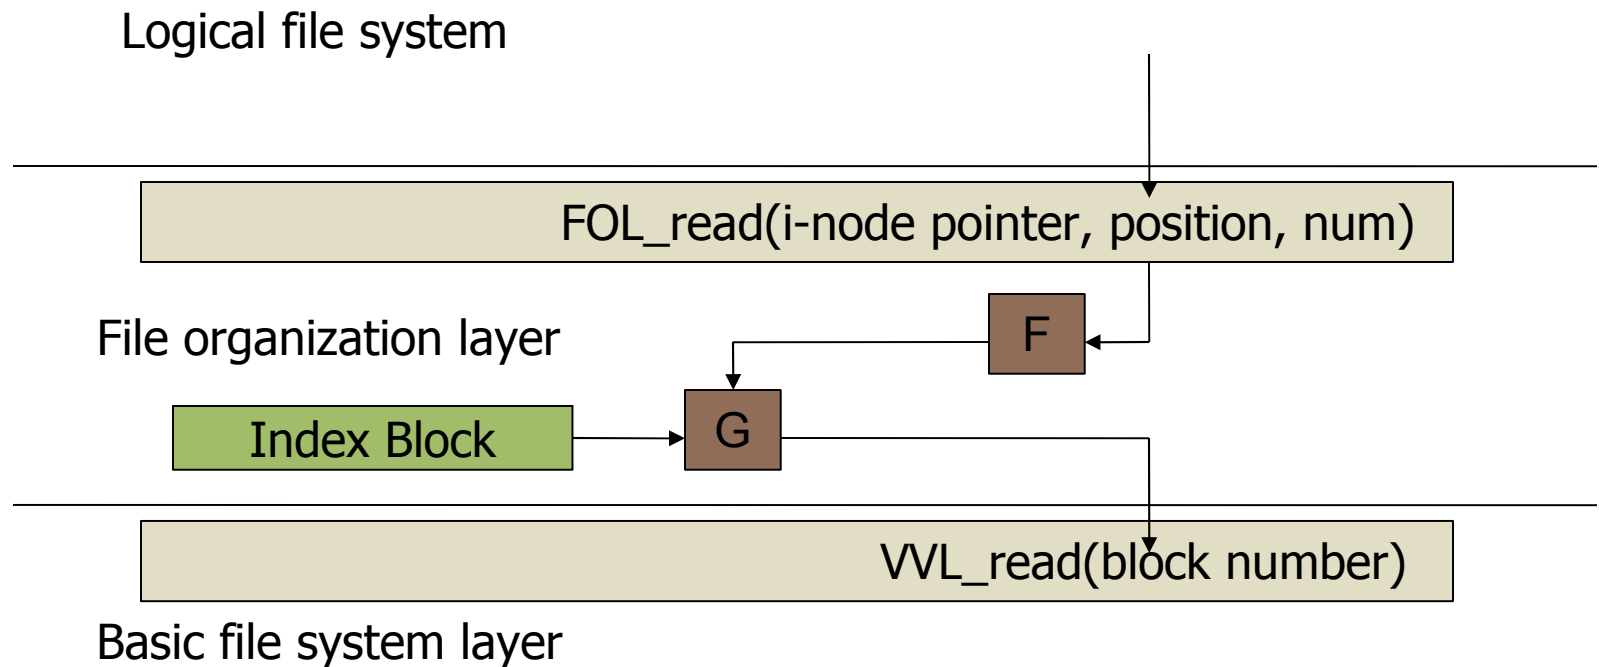 Logical file system
FOL_read(i-node pointer, position, num)
F
File organization layer
G
Index Block
VVL_read(block number)
Basic file system layer